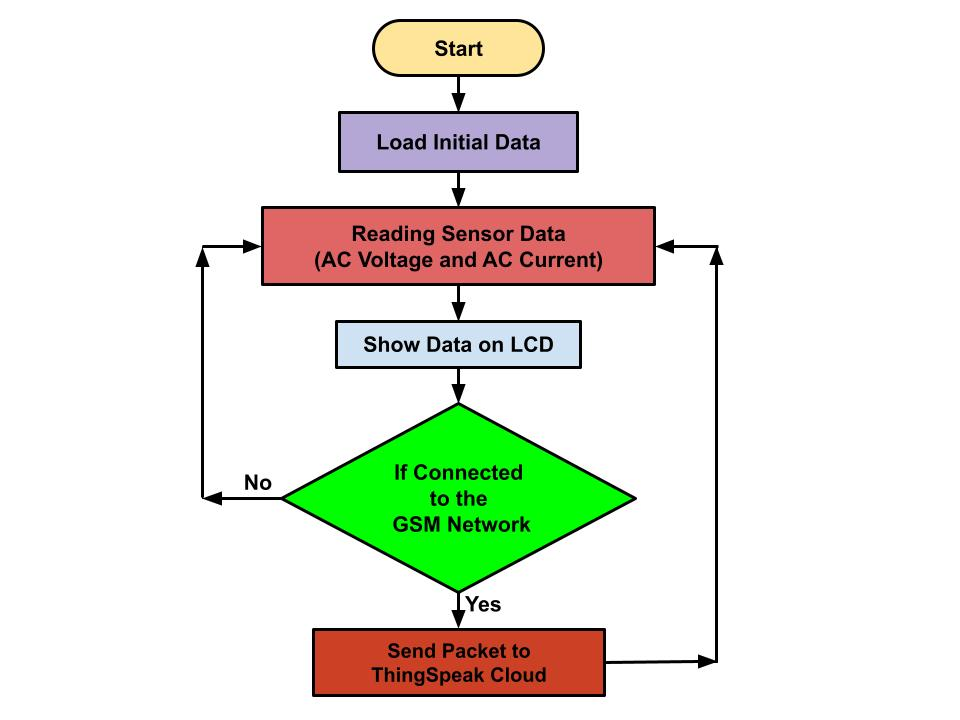 Start
Load Initial Data
Reading Sensor Data
(AC Voltage and AC Current)
Show Data on LCD
If Connected
to the
GSM Network
No
Yes
Send Packet to
ThingSpeak Cloud